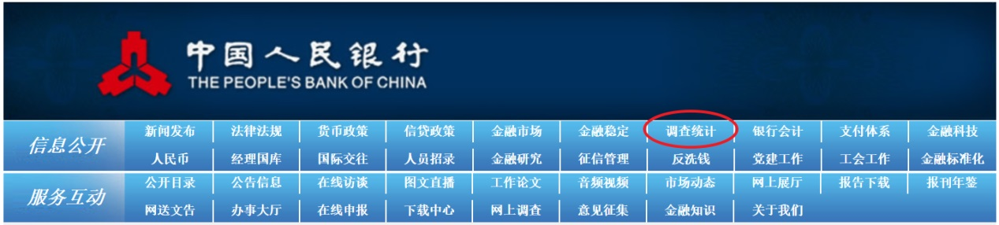 中国人民银行
THE PEOPLE'S BANK OF CHINA
信息公开
新闻发布 法律法规 货币政策 信贷政策 金融市场 金融稳定 调查统计 银行会计 支付体系 金融科技
人民币 经理国库 国际交往 人员招录 金融研究 征信管理 反洗钱 党建工作 工会工作 金融标准化
服务互动
公开目录 公告信息 在线访谈 图文直播 工作论文 音频视频 市场动态 网上展厅 报告下载 报刊年鉴
网送文告 办事大厅 在线申报 下载中心 网上调查 意见征集 金融知识 关于我们